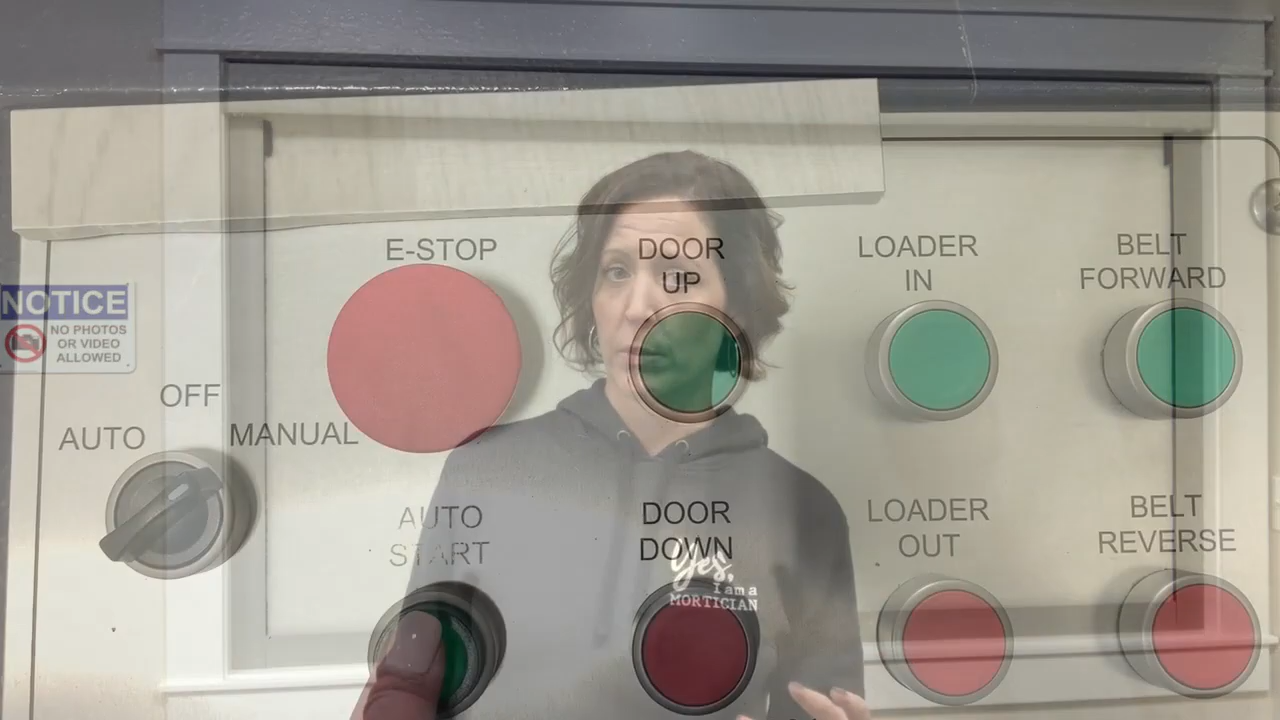 E-STOP
DOOR
UP
LOADER
IN
BELT
FORWARD
NOTICE
NO PHOTOS
OR VIDEO
ALLOWED
OFF
AUTO
MANUAL
AUTO
START
DOOR
DOWN
LOADER
OUT
BELT
REVERSE
Yes,
I am a
MORTICIAN